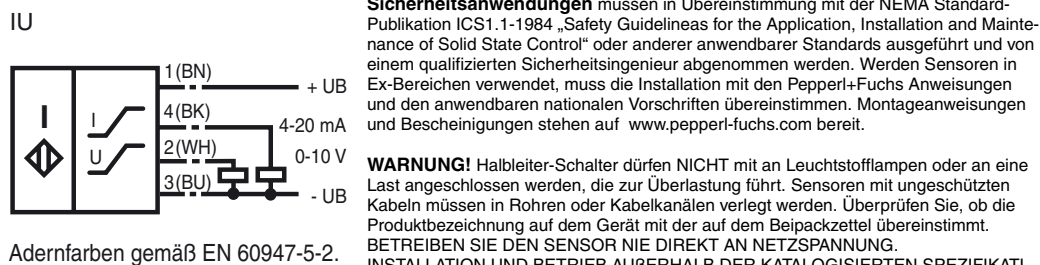 IU
1(BN)
+ UB
I
I
4(BK)
4-20 mA
U
2(WH)
0-10 V
3(BU)
- UB
Adernfarben gemäß EN 60947-5-2.
Sicherheitsanwendungen müssen in Übereinstimmung mit der NEMA Standard-
Publikation ICS1.1-1984 „Safety Guidelineas for the Application, Installation and Mainte-
nance of Solid State Control“ oder anderer anwendbarer Standards ausgeführt und von
einem qualifizierten Sicherheitsingenieur abgenommen werden. Werden Sensoren in
Ex-Bereichen verwendet, muss die Installation mit den Pepperl+Fuchs Anweisungen
und den anwendbaren nationalen Vorschriften übereinstimmen. Montageanweisungen
und Bescheinigungen stehen auf www.pepperl-fuchs.com bereit.
WARNUNG! Halbleiter-Schalter dürfen NICHT mit an Leuchtstofflampen oder an eine
Last angeschlossen werden, die zur Überlastung führt. Sensoren mit ungeschützten
Kabeln müssen in Rohren oder Kabelkanälen verlegt werden. Überprüfen Sie, ob die
Produktbezeichnung auf dem Gerät mit der auf dem Beipackzettel übereinstimmt.
BETREIBEN SIE DEN SENSOR NIE DIREKT AN NETZSPANNUNG.
INSTALLATION UND BETRIEB AUßERHALB DER KATALOGISIERTEN SPEZIFIKATI-